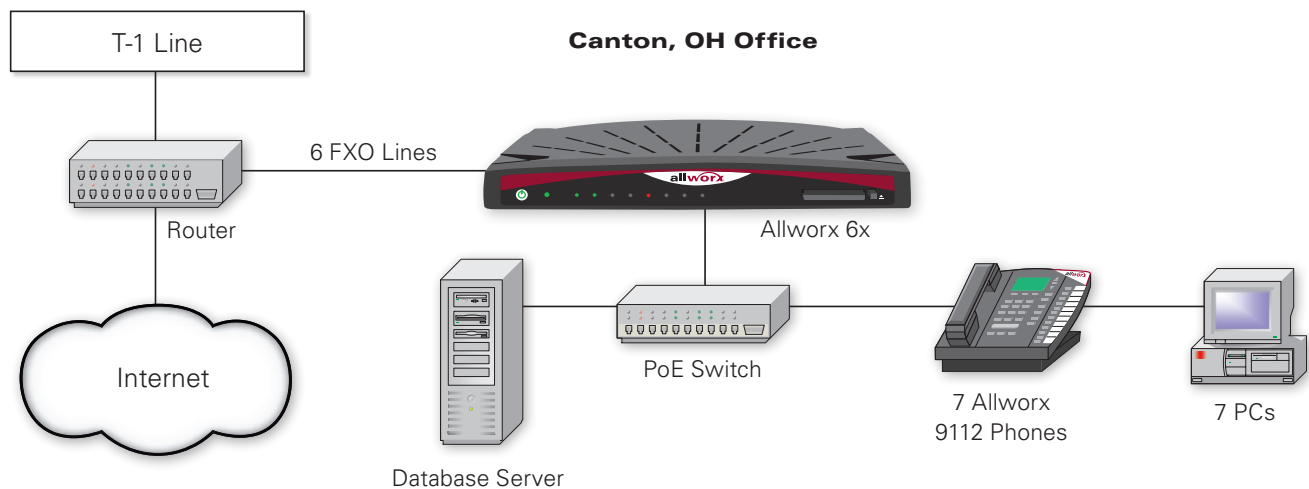 T-1 Line
Canton, OH Office
6 FXO Lines
allworx
Router
Allworx 6x
allworx
Internet
PoE Switch
7 Allworx
9112 Phones
7 PCs
Database Server